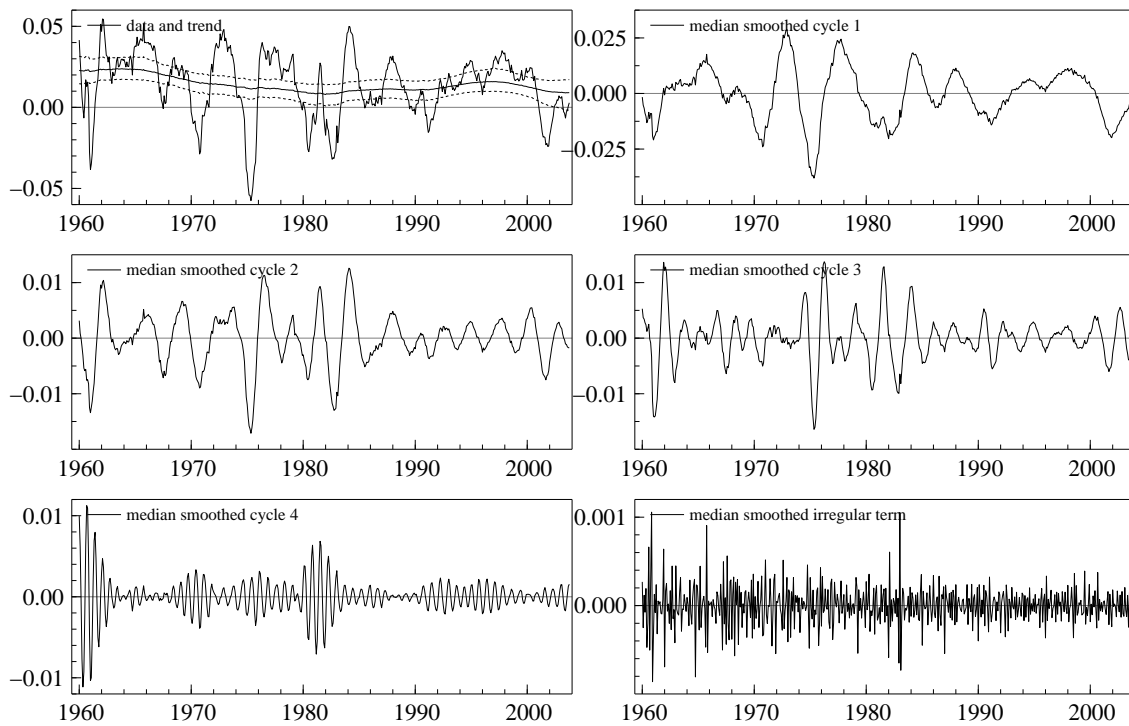 data and trend
0.05
0.00
−0.05
1960 1970 1980 1990 2000
median smoothed cycle 1
0.025
0.000
−0.025
1960 1970 1980 1990 2000
median smoothed cycle 2
0.01
0.00
−0.01
1960 1970 1980 1990 2000
median smoothed cycle 3
0.01
0.00
−0.01
1960 1970 1980 1990 2000
median smoothed cycle 4
0.01
0.00
−0.01
1960 1970 1980 1990 2000
median smoothed irregular term
0.001
0.000
1960 1970 1980 1990 2000